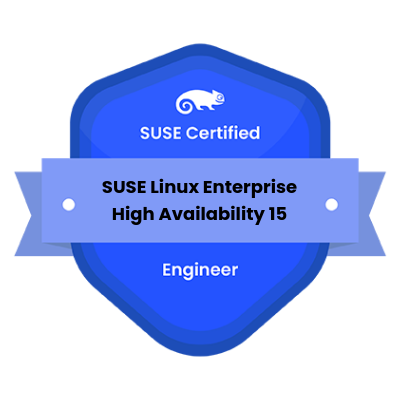 SUSE Certified
SUSE Linux Enterprise
High Availability 15
Engineer